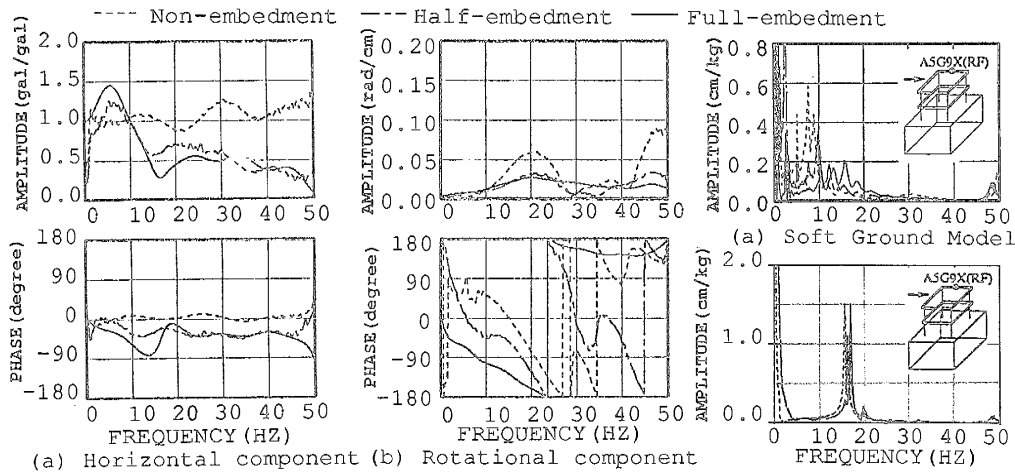 Non-embedment Half-embedment Full-embedment
AMPLITUDE (gal/gal)
2.0
1.5
1.0
0.5
0.0
0 10 20 30 40 50
PHASE (degree)
180
90
0
-90
-180
0 10 20 30 40 50
FREQUENCY (HZ)
(a) Horizontal component
AMPLITUDE (rad/cm)
0.20
0.15
0.10
0.05
0.00
0 10 20 30 40 50
PHASE (degree)
180
90
0
-90
-180
0 10 20 30 40 50
FREQUENCY (HZ)
(b) Rotational component
AMPLITUDE (cm/kg)
0.8
0.6
0.4
0.2
0.0
A5G9X(RF)
0 10 20 30 40 50
(a) Soft Ground Model
AMPLITUDE (cm/kg)
2.0
1.0
0.0
A5G9X(RF)
0 10 20 30 40 50
FREQUENCY (HZ)